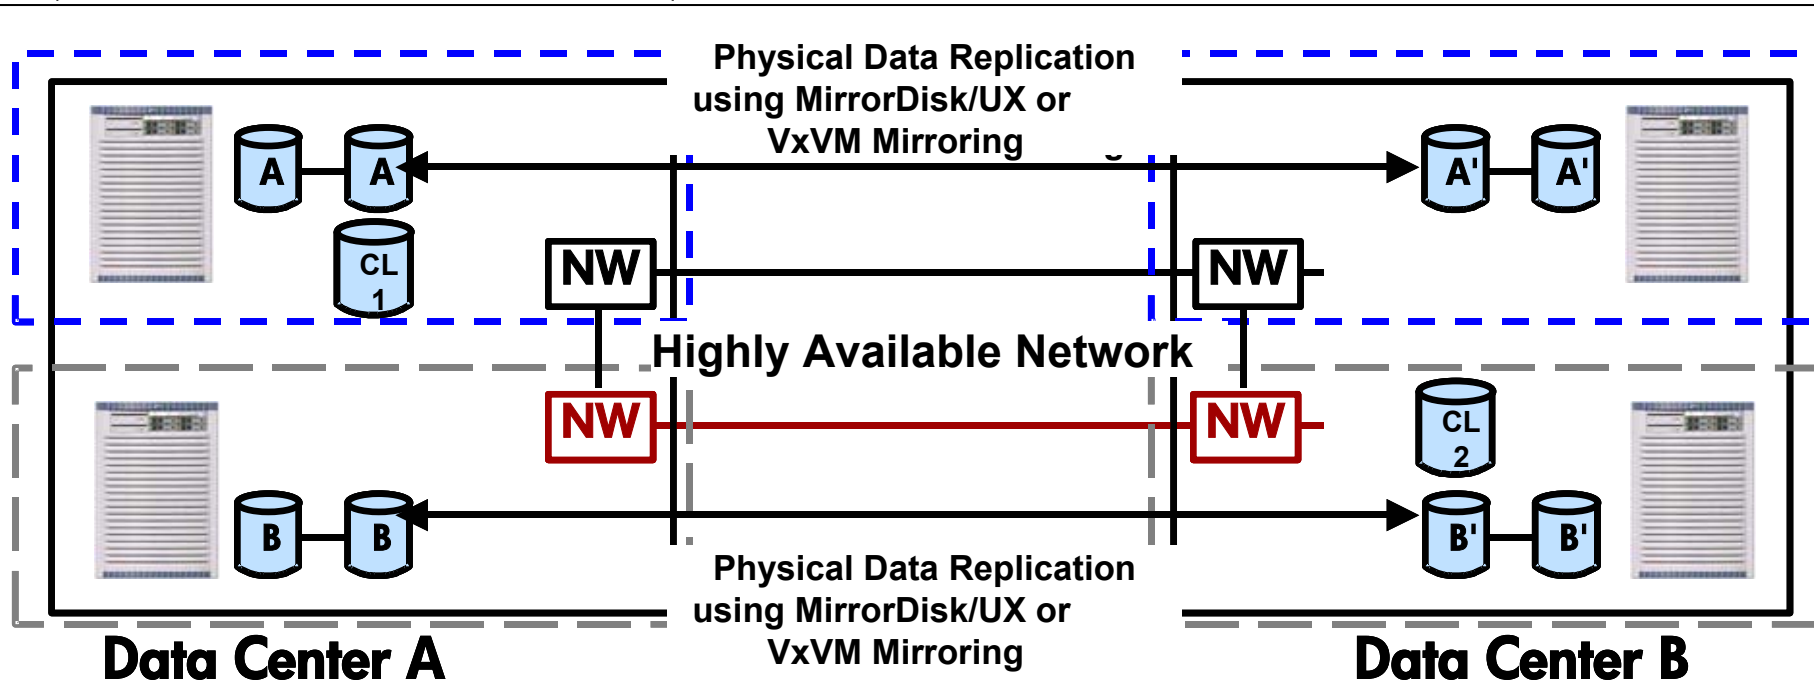 Physical Data Replication
using MirrorDisk/UX or
VxVM Mirroring
A A A' A'
CL
1
NW NW
Highly Available Network
NW NW
CL
2
B B B' B'
Physical Data Replication
using MirrorDisk/UX or
VxVM Mirroring
Data Center A Data Center B